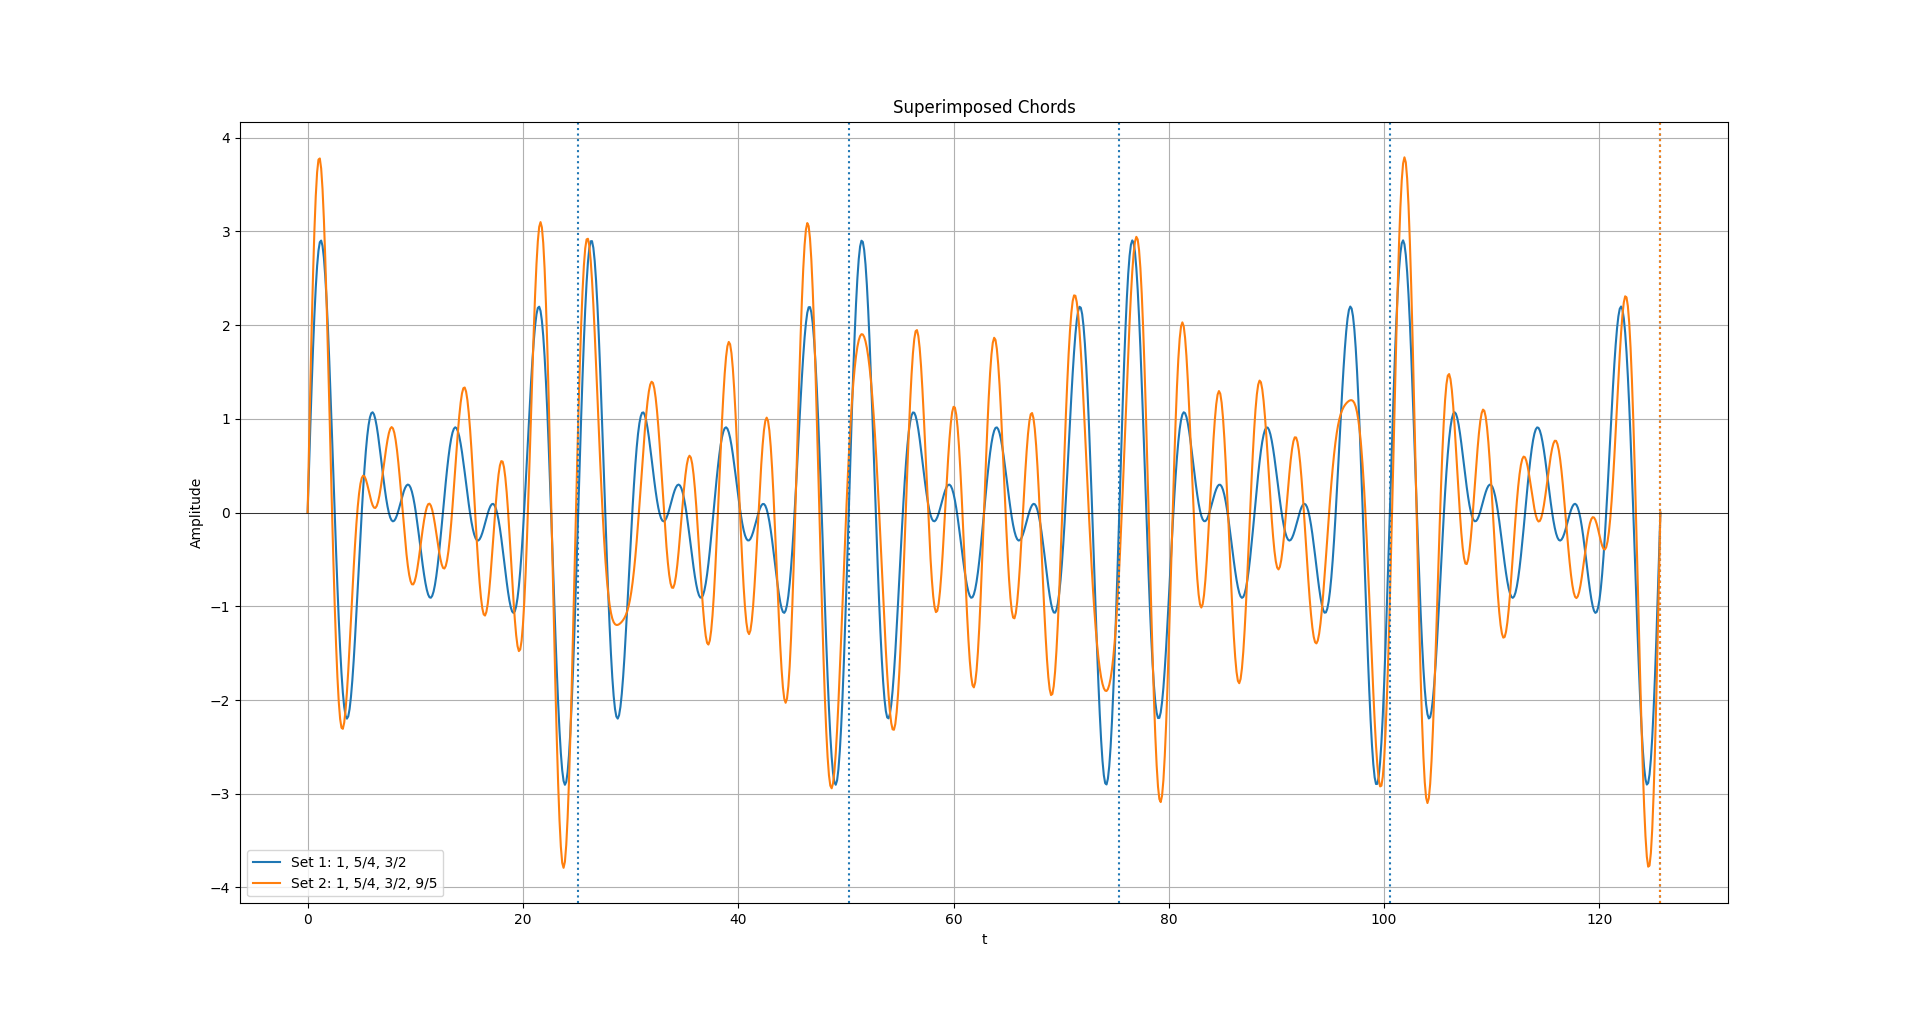 Superimposed Chords
Amplitude
4
3
2
1
0
−1
−2
−3
−4
Set 1: 1, 5/4, 3/2
Set 2: 1, 5/4, 3/2, 9/5
0 20 40 60 80 100 120
t